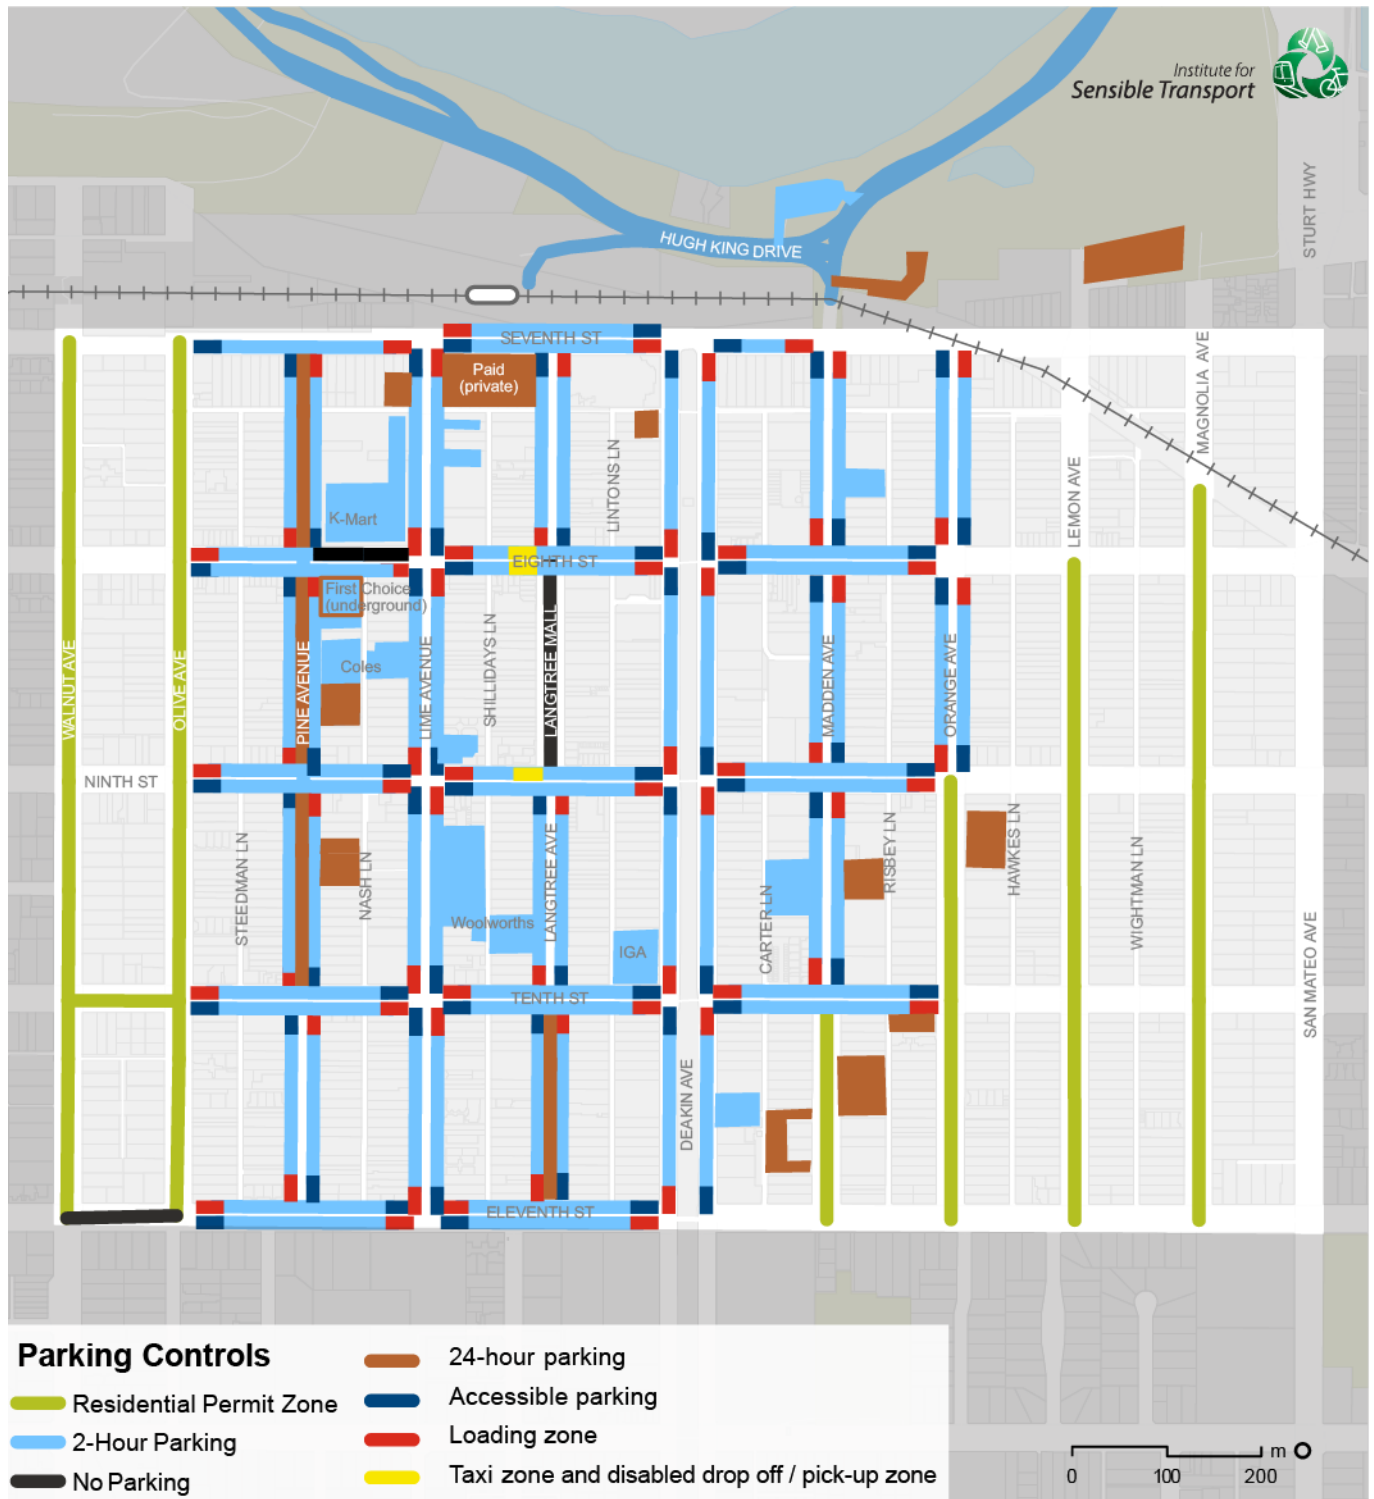 Institute for
Sensible Transport
STURT HWY
HUGH KING DRIVE
SEVENTH ST
MAGNOLIA AVE
Paid
(private)
LINTONS LN
LEMON AVE
K-Mart
EIGHTH ST
First Choice
(underground)
WALNUT AVE
OLIVE AVE
PINE AVENUE
Coles
LIME AVENUE
SHILLIDAYS LN
LANGTREE MALL
MADDEN AVE
ORANGE AVE
NINTH ST
STEEDMAN LN
NASH LN
Woolworths
LANGTREE AVE
IGA
CARTER LN
RISBEY LN
HAWKES LN
WIGHTMAN LN
SAN MATEO AVE
TENTH ST
DEAKIN AVE
ELEVENTH ST
Parking Controls
Residential Permit Zone
2-Hour Parking
No Parking
24-hour parking
Accessible parking
Loading zone
Taxi zone and disabled drop off / pick-up zone
m
0 100 200